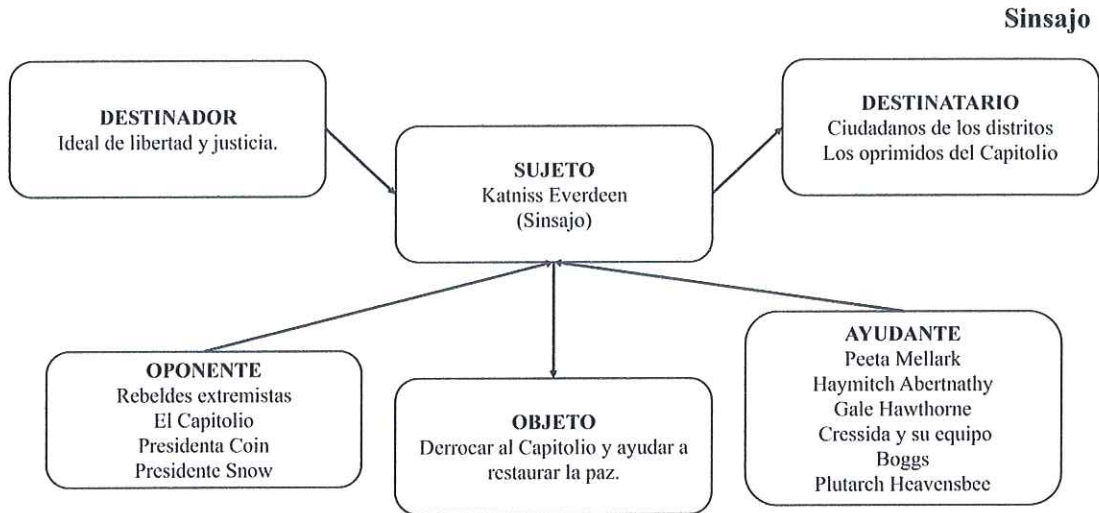 Sinsajo
DESTINADOR
Ideal de libertad y justicia.
SUJETO
Katniss Everdeen
(Sinsajo)
DESTINATARIO
Ciudadanos de los distritos
Los oprimidos del Capitolio
OPONENTE
Rebeldes extremistas
El Capitolio
Presidenta Coin
Presidente Snow
OBJETO
Derrocar al Capitolio y ayudar a
restaurar la paz.
AYUDANTE
Peeta Mellark
Haymitch Abertnathy
Gale Hawthorne
Cressida y su equipo
Boggs
Plutarch Heavensbee